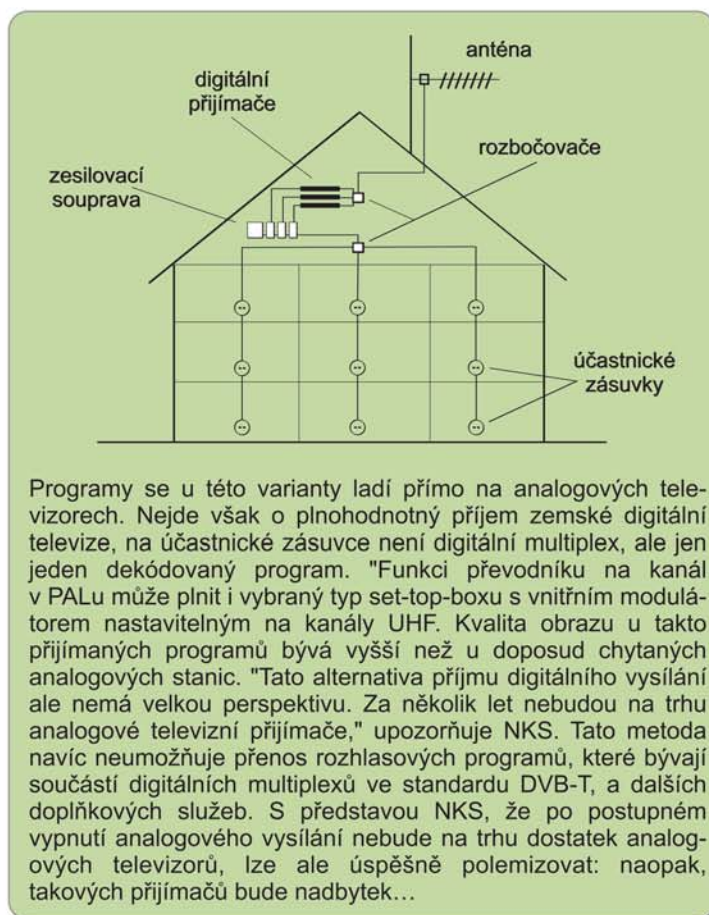 anténa
digitální
přijímače
rozbočovače
zesilovací
souprava
účastnické
zásuvky
Programy se u této varianty ladí přímo na analogových tele-
vizorech. Nejde však o plnohodnotný příjem zemské digitální
televize, na účastnické zásuvce není digitální multiplex, ale jen
jeden dekódovaný program. "Funkci převodníku na kanál
v PALu může plnit i vybraný typ set-top-boxu s vnitřním modulá-
torem nastavitelným na kanály UHF. Kvalita obrazu u takto
přijímaných programů bývá vyšší než u doposud chytaných
analogových stanic. "Tato alternativa příjmu digitálního vysílání
ale nemá velkou perspektivu. Za několik let nebudou na trhu
analogové televizní přijímače," upozorňuje NKS. Tato metoda
navíc neumožňuje přenos rozhlasových programů, které bývají
součástí digitálních multiplexů ve standardu DVB-T, a dalších
doplňkových služeb. S představou NKS, že po postupném
vypnutí analogového vysílání nebude na trhu dostatek analog-
ových televizorů, lze ale úspěšně polemizovat: naopak,
takových přijímačů bude nadbytek…